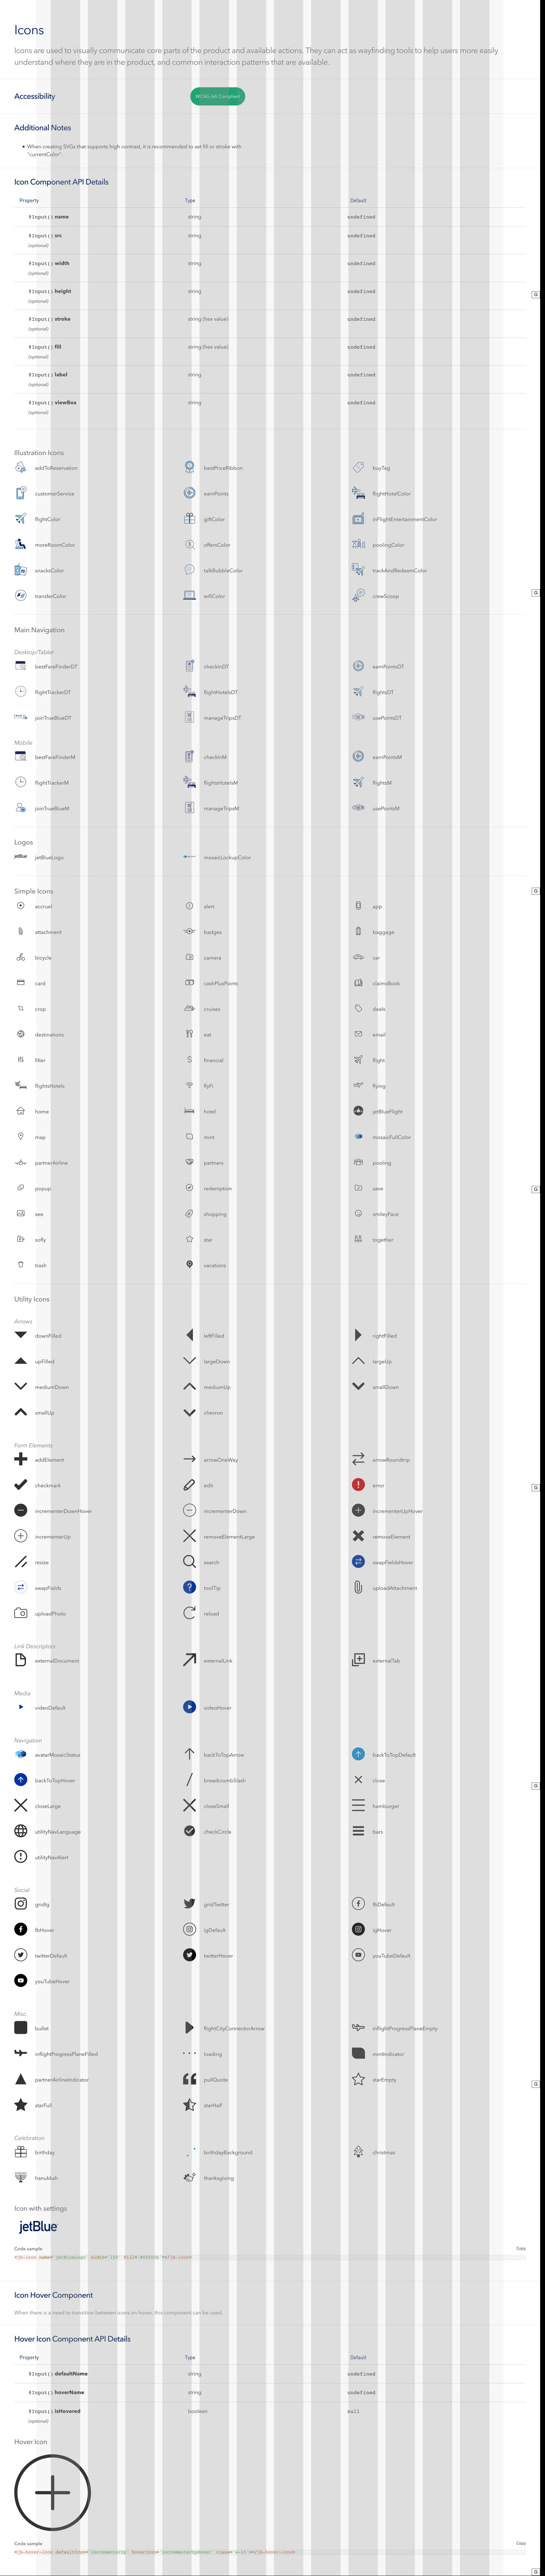 Icons
Icons are used to visually communicate core parts of the product and available actions. They can act as wayfinding tools to help users more easily
understand where they are in the product, and common interaction patterns that are available.
Accessibility
WCAG AA Compliant
Additional Notes
• When creating SVGs that supports high contrast, it is recommended to set fill or stroke with
"currentColor"
Icon Component API Details
Property Type Default
@Input() name string undefined
@Input() src string undefined
(optional)
@Input() width string undefined
(optional)
@Input() height string undefined
(optional)
@Input() stroke string (hex value) undefined
(optional)
@Input() fill string (hex value) undefined
(optional)
@Input() label string undefined
(optional)
@Input() viewBox string undefined
(optional)
Illustration Icons
addToReservation bestPriceRibbon buyTag
customerService earnPoints flightHotelColor
flightColor giftColor inFlightEntertainmentColor
moreRoomColor offersColor poolingColor
snacksColor talkBubbleColor trackAndRedeemColor
transferColor wifiColor crewScoop
Main Navigation
Desktop/Tablet
bestFareFinderDT checkInDT earnPointsDT
flightTrackerDT flightHotelsDT flightsDT
joinTrueBlueDT manageTripsDT usePointsDT
Mobile
bestFareFinderM checkInM earnPointsM
flightTrackerM flightsHotelsM flightsM
joinTrueBlueM manageTripsM usePointsM
Logos
jetBlue jetBlueLogo mosaicLockupColor
Simple Icons
accruel alert app
attachment badges baggage
bicycle camera car
card cashPlusPoints claimsBook
crop cruises deals
destinations eat email
filter financial flight
flightsHotels flyFi flying
home hotel jetBlueFlight
map mint mosaicFullColor
partnerAirline partners pooling
popup redemption save
see shopping smileyFace
sofly star together
trash vacations
Utility Icons
Arrows
downFilled leftFilled rightFilled
upFilled largeDown largeUp
mediumDown mediumUp smallDown
smallUp chevron
Form Elements
addElement arrowOneWay arrowRoundtrip
checkmark edit error
incrementerDownHover incrementerDown incrementerUpHover
incrementerUp removeElementLarge removeElement
resize search swapFieldsHover
swapFields toolTip uploadAttachment
uploadPhoto reload
Link Descriptors
externalDocument externalLink externalTab
Media
videoDefault videoHover
Navigation
avatarMosaicStatus backToTopArrow backToTopDefault
backToTopHover breadcrumbSlash close
closeLarge closeSmall hamburger
utilityNavLanguage checkCircle bars
utilityNavAlert
Social
gridIg gridTwitter fbDefault
fbHover igDefault igHover
twitterDefault twitterHover youTubeDefault
youTubeHover
Misc.
bullet flightCityConnectorArrow inflightProgressPlaneEmpty
inflightProgressPlaneFilled loading mintIndicator
partnerAirlineIndicator pullQuote starEmpty
starFull starHalf
Celebration
birthday birthdayBackground christmas
hanukkah thanksgiving
Icon with settings
jetBlue
Code sample Copy
Icon Hover Component
When there is a need to transition between icons on hover, this component can be used.
Hover Icon Component API Details
Property Type Default
@Input() defaultName string undefined
@Input() hoverName string undefined
@Input() isHovered boolean null
(optional)
Hover Icon
Code sample Copy
<jb-hover-icon defaultIcon="incrementerUp" hoverIcon="incrementerUpHover" class="w-15"></jb-hover-icon>